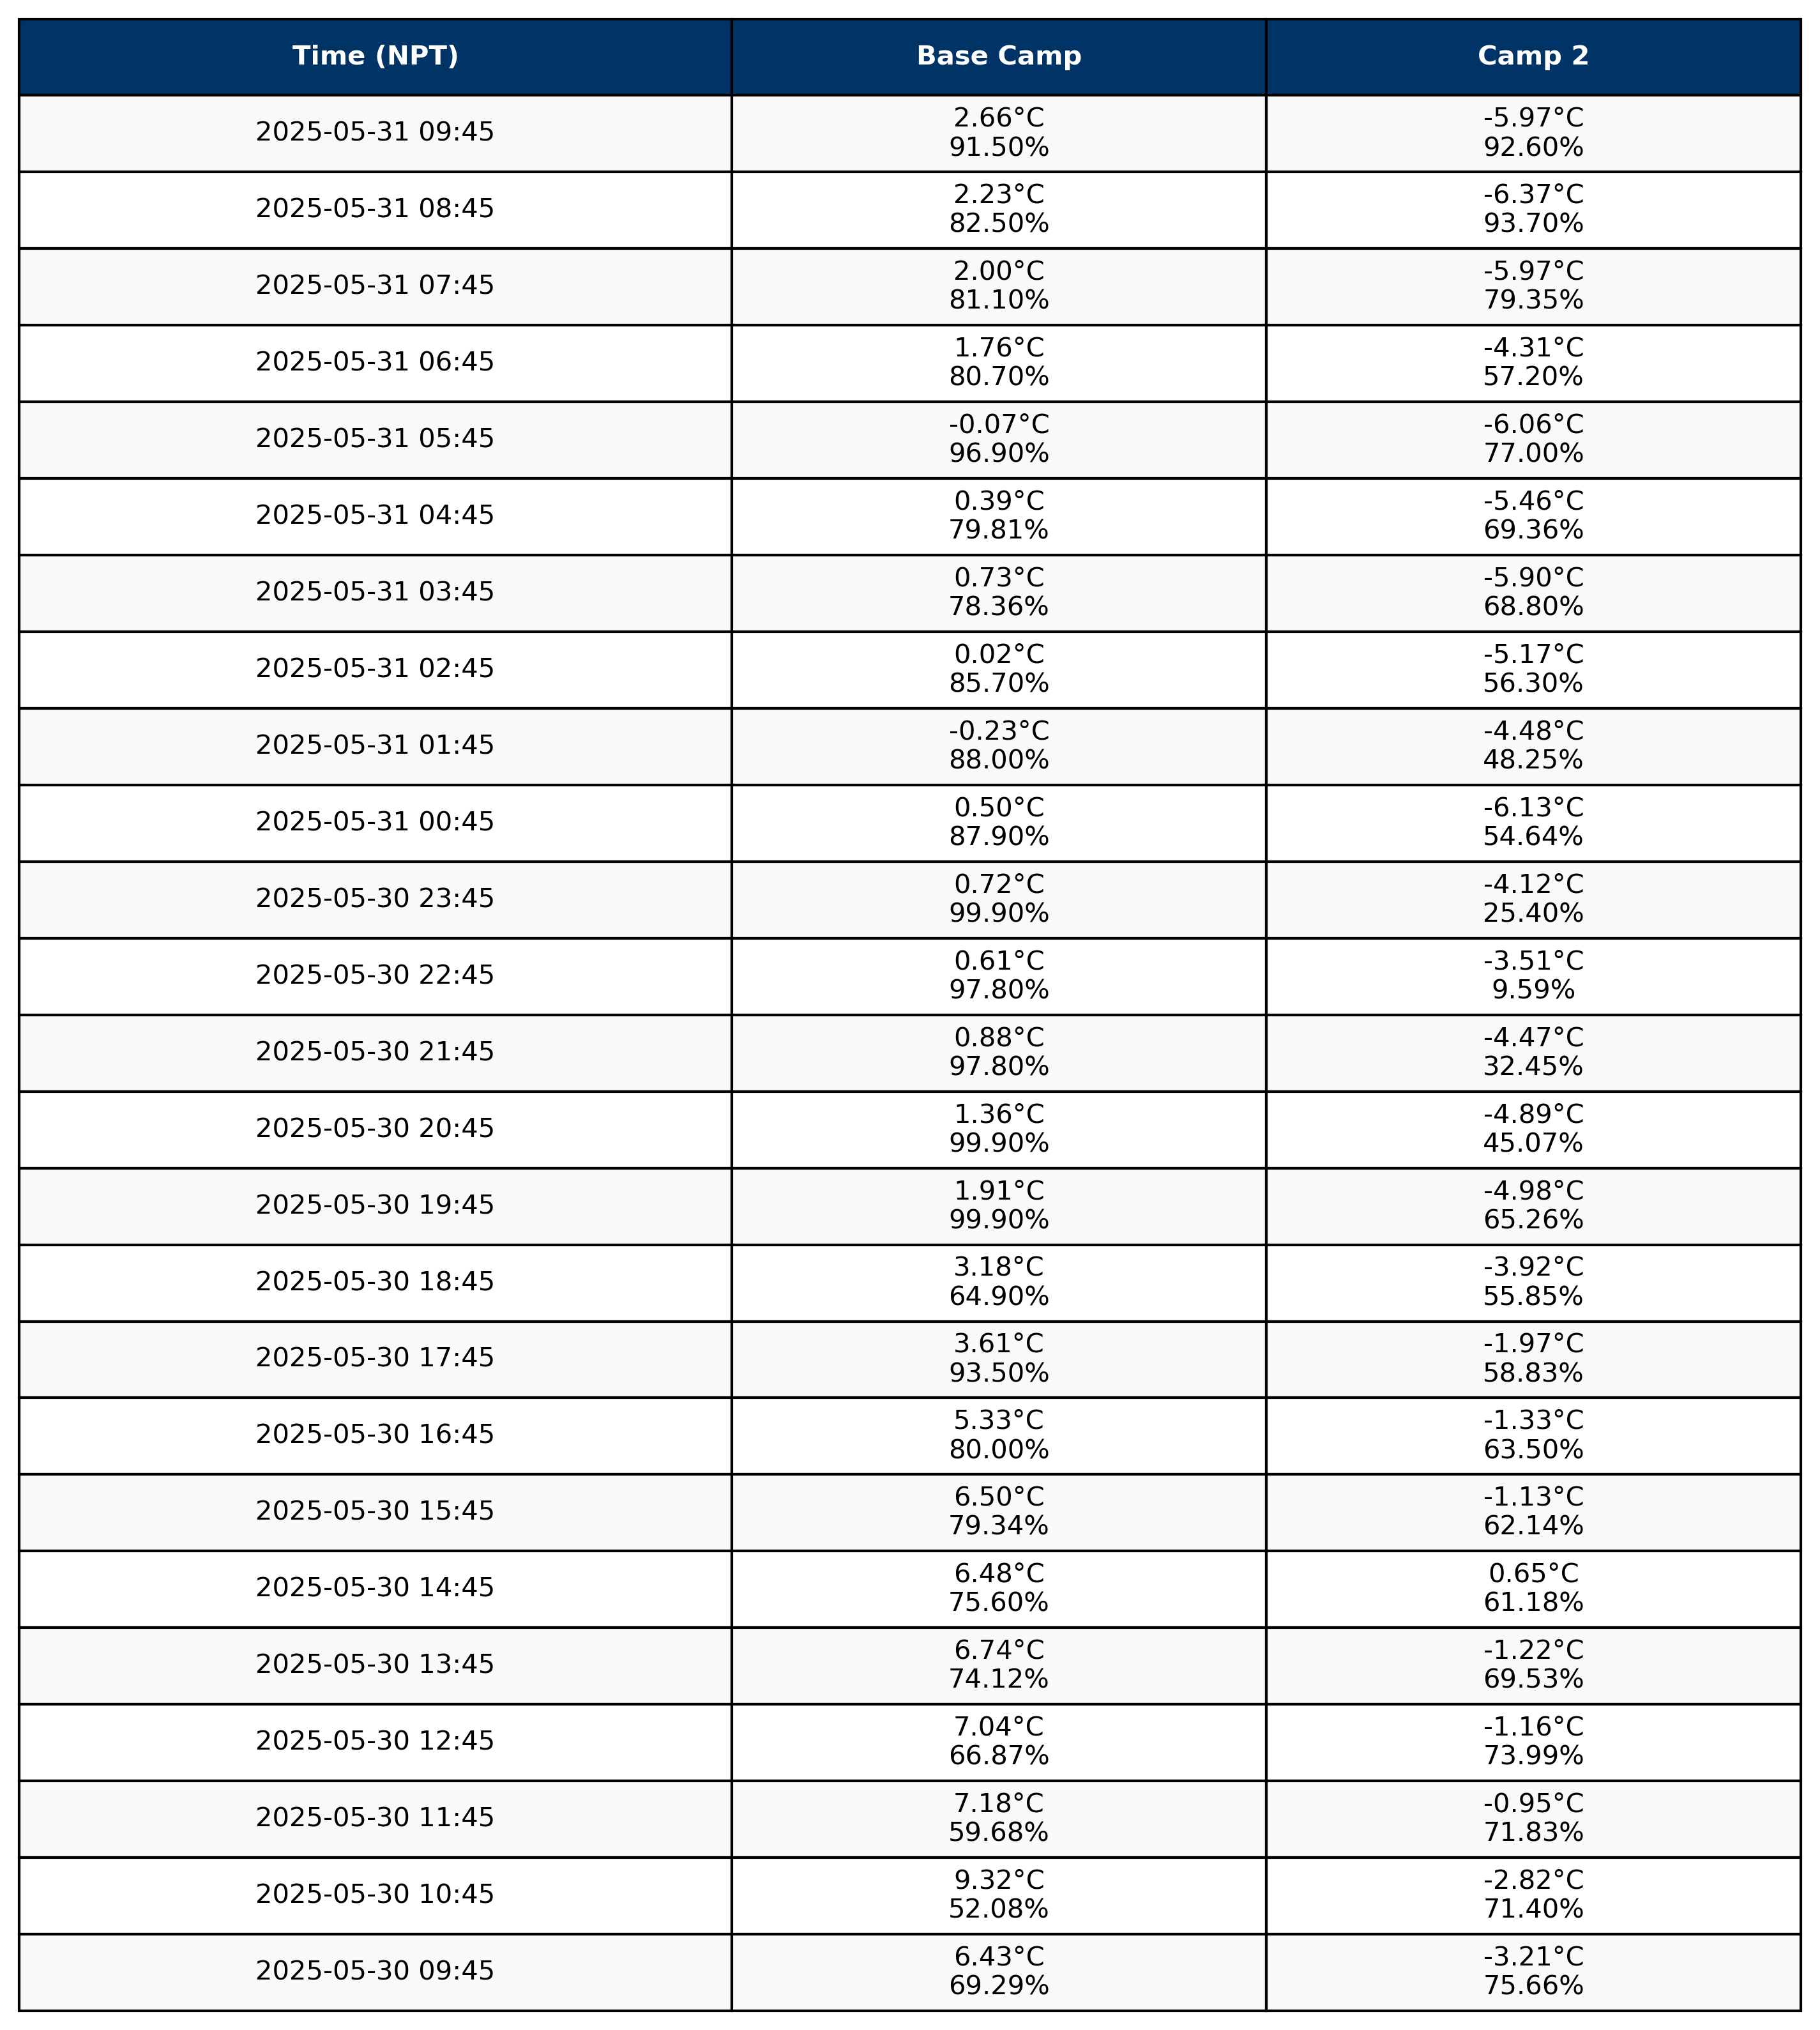 Time (NPT) Base Camp Camp 2
2025-05-31 09:45 2.66°C -5.97°C
91.50% 92.60%
2025-05-31 08:45 2.23°C -6.37°C
82.50% 93.70%
2025-05-31 07:45 2.00°C -5.97°C
81.10% 79.35%
2025-05-31 06:45 1.76°C -4.31°C
80.70% 57.20%
2025-05-31 05:45 -0.07°C -6.06°C
96.90% 77.00%
2025-05-31 04:45 0.39°C -5.46°C
79.81% 69.36%
2025-05-31 03:45 0.73°C -5.90°C
78.36% 68.80%
2025-05-31 02:45 0.02°C -5.17°C
85.70% 56.30%
2025-05-31 01:45 -0.23°C -4.48°C
88.00% 48.25%
2025-05-31 00:45 0.50°C -6.13°C
87.90% 54.64%
2025-05-30 23:45 0.72°C -4.12°C
99.90% 25.40%
2025-05-30 22:45 0.61°C -3.51°C
97.80% 9.59%
2025-05-30 21:45 0.88°C -4.47°C
97.80% 32.45%
2025-05-30 20:45 1.36°C -4.89°C
99.90% 45.07%
2025-05-30 19:45 1.91°C -4.98°C
99.90% 65.26%
2025-05-30 18:45 3.18°C -3.92°C
64.90% 55.85%
2025-05-30 17:45 3.61°C -1.97°C
93.50% 58.83%
2025-05-30 16:45 5.33°C -1.33°C
80.00% 63.50%
2025-05-30 15:45 6.50°C -1.13°C
79.34% 62.14%
2025-05-30 14:45 6.48°C 0.65°C
75.60% 61.18%
2025-05-30 13:45 6.74°C -1.22°C
74.12% 69.53%
2025-05-30 12:45 7.04°C -1.16°C
66.87% 73.99%
2025-05-30 11:45 7.18°C -0.95°C
59.68% 71.83%
2025-05-30 10:45 9.32°C -2.82°C
52.08% 71.40%
2025-05-30 09:45 6.43°C -3.21°C
69.29% 75.66%